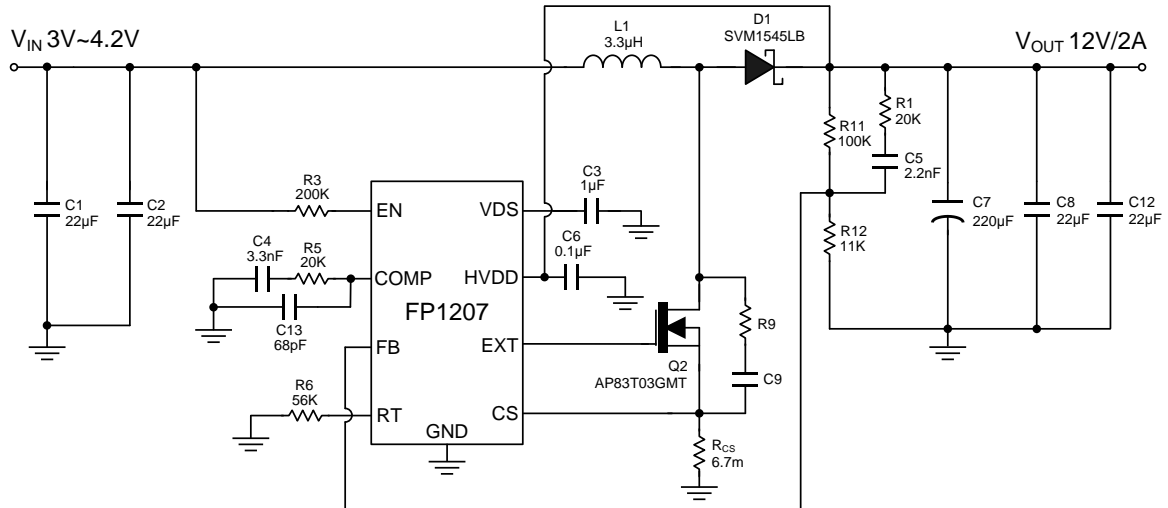 V_IN 3V~4.2V
L1
3.3µH
D1
SVM1545LB
V_OUT 12V/2A
C1
22µF
C2
22µF
R3
200K
C4
3.3nF
R5
20K
C13
68pF
R6
56K
EN
COMP
FB
RT
GND
FP1207
VDS
HVDD
EXT
CS
C3
1µF
C6
0.1µF
Q2
AP83T03GMT
R9
C9
R_CS
6.7m
R11
100K
R1
20K
C5
2.2nF
R12
11K
C7
220µF
C8
22µF
C12
22µF